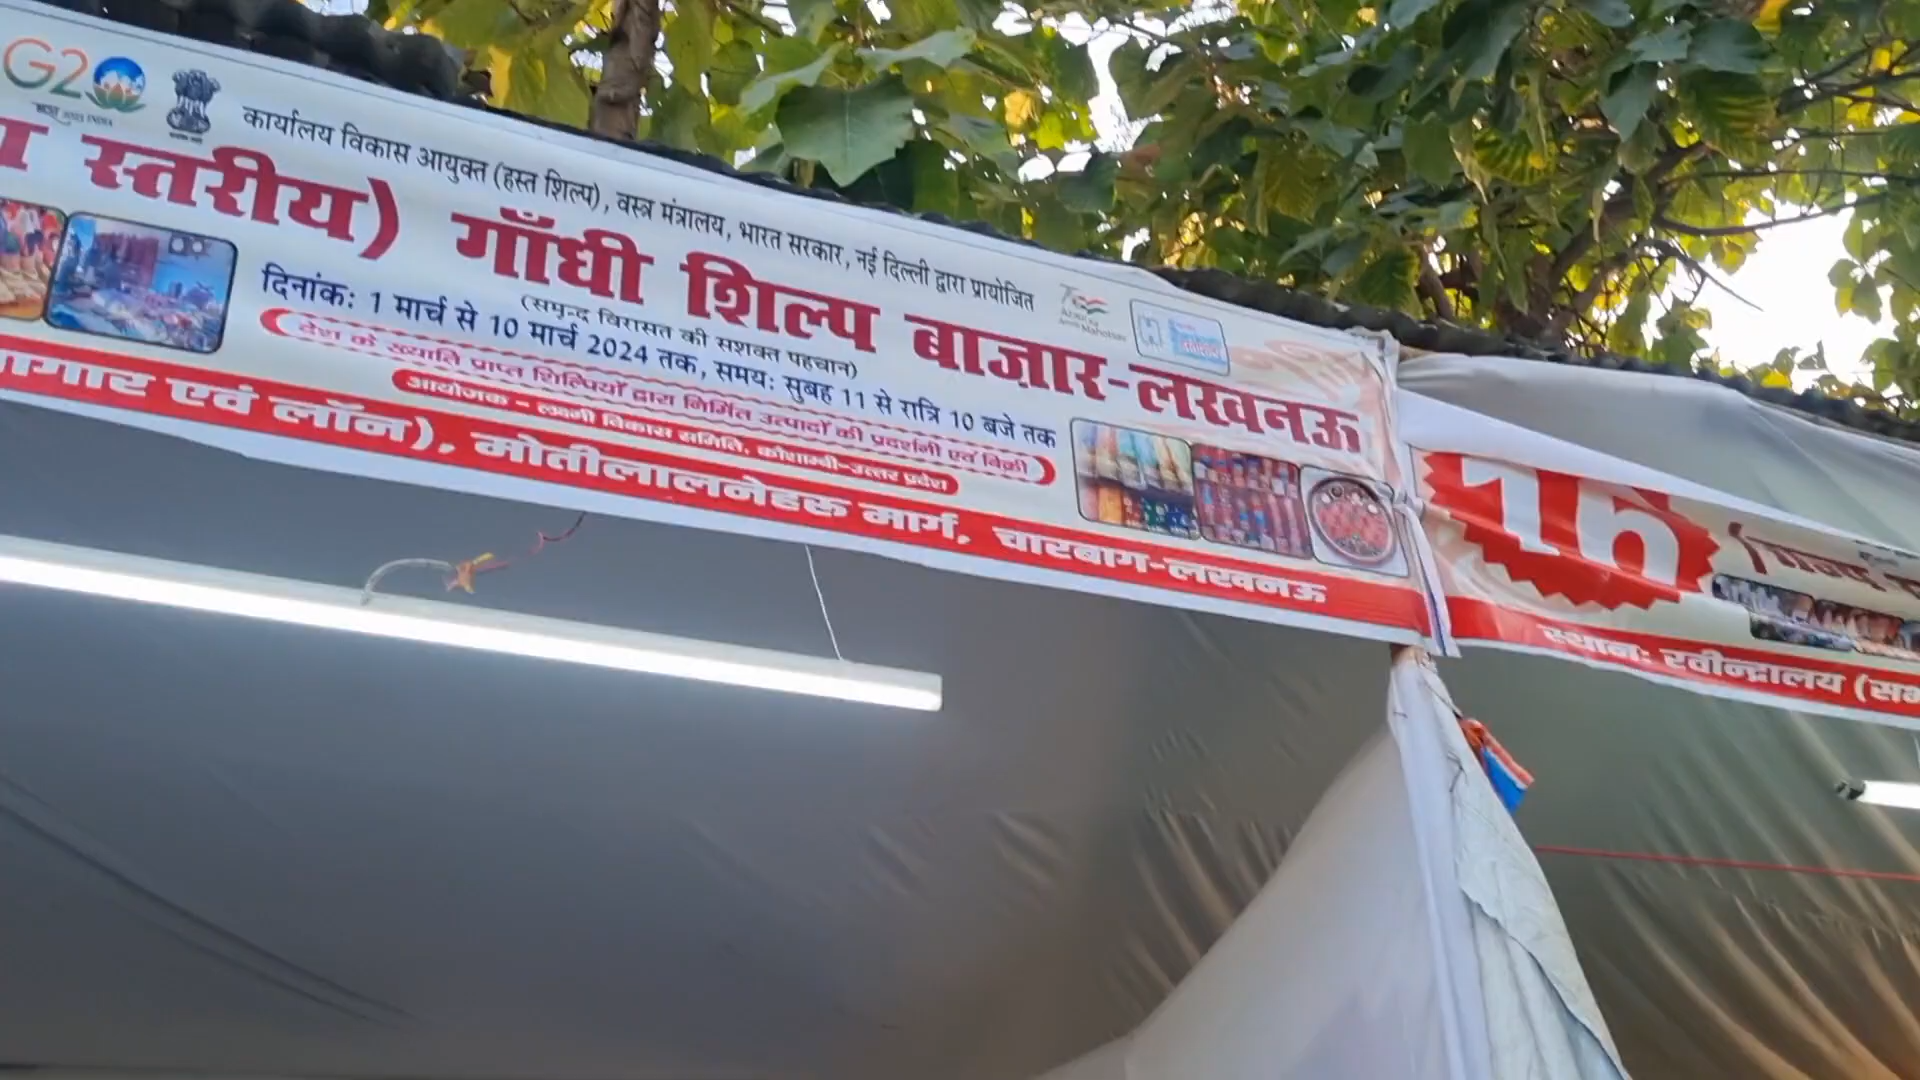 G20
कार्यालय विकास आयुक्त (हस्त शिल्प), वस्त्र मंत्रालय, भारत सरकार, नई दिल्ली द्वारा प्रायोजित
स्तरीय) गाँधी शिल्प बाज़ार-लखनऊ
(समृन्द विरासत की सशक्त पहचान)
दिनांकः 1 मार्च से 10 मार्च 2024 तक, समयः सुबह 11 से रात्रि 10 बजे तक
देश के ख्याति प्राप्त शिल्पियों द्वारा निर्मित उत्पादों की प्रदर्शनी एवं बिक्री
आयोजक - लक्ष्मी विकास समिति, कौशाम्बी-उत्तर प्रदेश
एवं लॉन), मोतीलालनेहरू मार्ग, चारबाग-लखनऊ
16
स्थानः रवीन्द्रालय